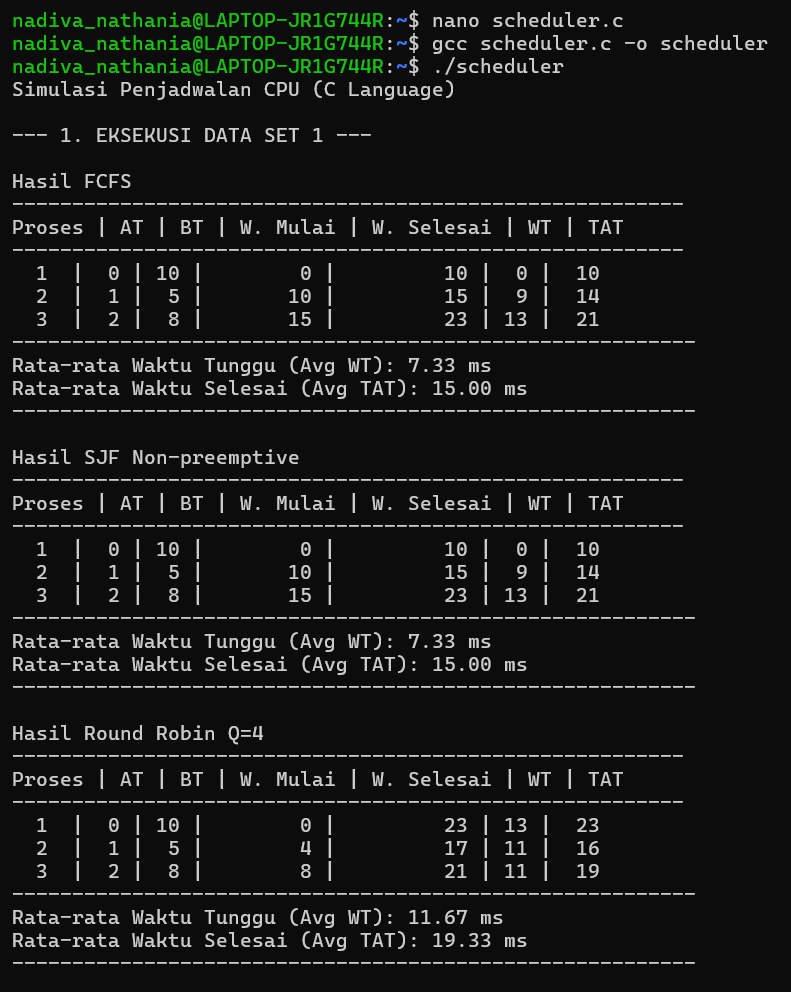 nadiva_nathania@LAPTOP-JR1G744R:~$ nano scheduler.c
nadiva_nathania@LAPTOP-JR1G744R:~$ gcc scheduler.c -o scheduler
nadiva_nathania@LAPTOP-JR1G744R:~$ ./scheduler
Simulasi Penjadwalan CPU (C Language)

--- 1. EKSEKUSI DATA SET 1 ---

Hasil FCFS
--------------------------------------------------------
Proses | AT | BT | W. Mulai | W. Selesai | WT | TAT
--------------------------------------------------------
  1  |  0 | 10 |        0 |         10 |  0 |  10
  2  |  1 |  5 |       10 |         15 |  9 |  14
  3  |  2 |  8 |       15 |         23 | 13 |  21
---------------------------------------------------------
Rata-rata Waktu Tunggu (Avg WT): 7.33 ms
Rata-rata Waktu Selesai (Avg TAT): 15.00 ms
---------------------------------------------------------

Hasil SJF Non-preemptive
--------------------------------------------------------
Proses | AT | BT | W. Mulai | W. Selesai | WT | TAT
--------------------------------------------------------
  1  |  0 | 10 |        0 |         10 |  0 |  10
  2  |  1 |  5 |       10 |         15 |  9 |  14
  3  |  2 |  8 |       15 |         23 | 13 |  21
---------------------------------------------------------
Rata-rata Waktu Tunggu (Avg WT): 7.33 ms
Rata-rata Waktu Selesai (Avg TAT): 15.00 ms
---------------------------------------------------------

Hasil Round Robin Q=4
--------------------------------------------------------
Proses | AT | BT | W. Mulai | W. Selesai | WT | TAT
--------------------------------------------------------
  1  |  0 | 10 |        0 |         23 | 13 |  23
  2  |  1 |  5 |        4 |         17 | 11 |  16
  3  |  2 |  8 |        8 |         21 | 11 |  19
---------------------------------------------------------
Rata-rata Waktu Tunggu (Avg WT): 11.67 ms
Rata-rata Waktu Selesai (Avg TAT): 19.33 ms
---------------------------------------------------------